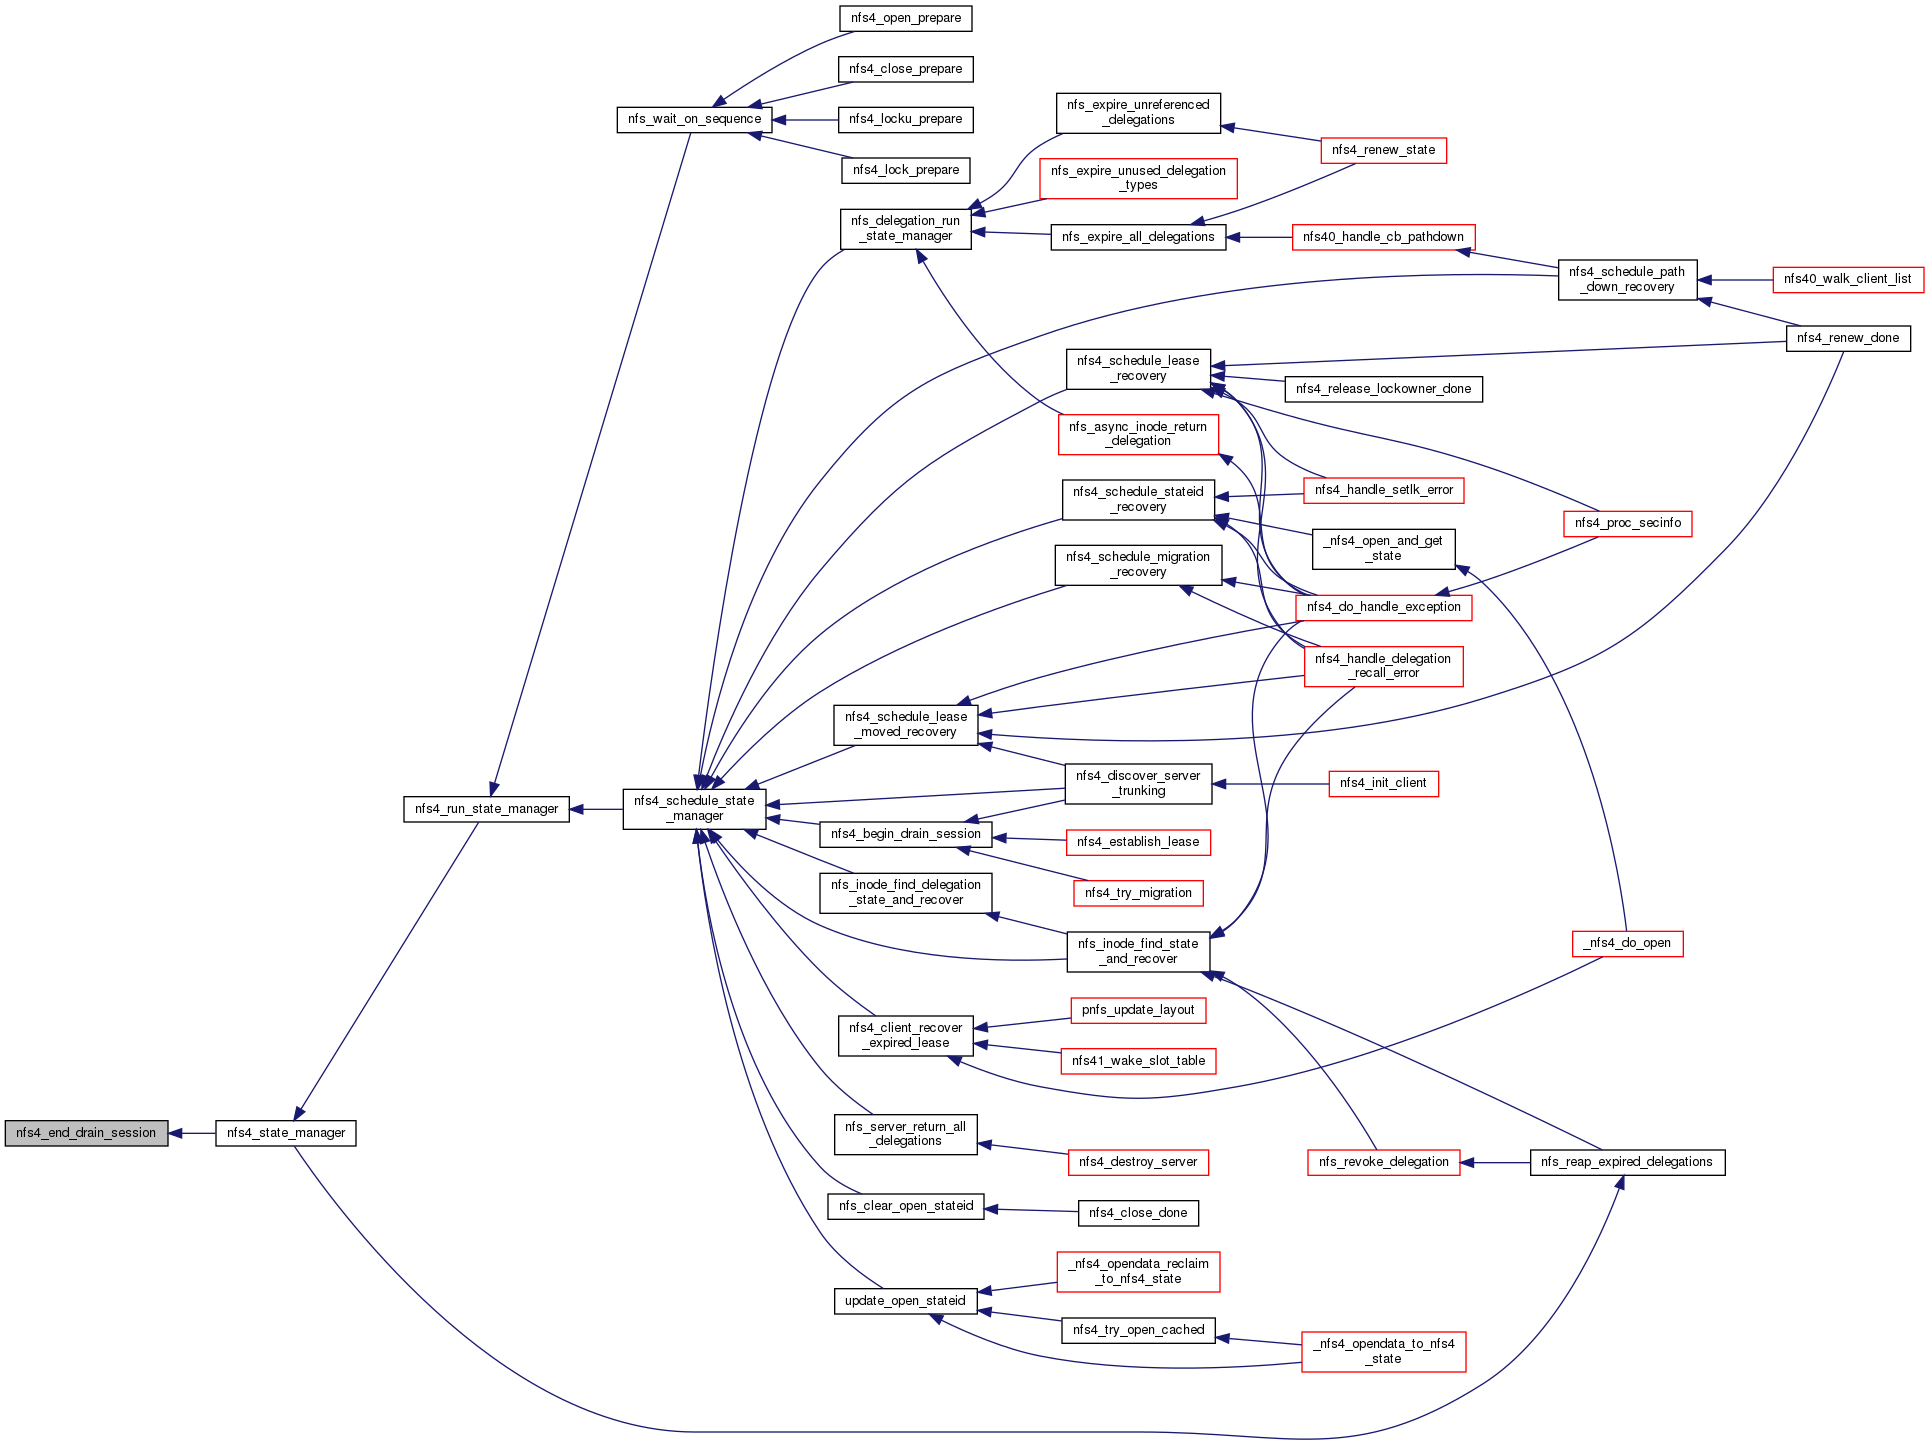 nfs4_open_prepare
nfs4_close_prepare
nfs_wait_on_sequence
nfs4_locku_prepare
nfs4_lock_prepare
nfs_expire_unreferenced
_delegations
nfs4_renew_state
nfs_expire_unused_delegation
_types
nfs_delegation_run
_state_manager
nfs_expire_all_delegations
nfs40_handle_cb_pathdown
nfs4_schedule_path
_down_recovery
nfs40_walk_client_list
nfs4_renew_done
nfs4_schedule_lease
_recovery
nfs4_release_lockowner_done
nfs_async_inode_return
_delegation
nfs4_schedule_stateid
_recovery
nfs4_handle_setlk_error
nfs4_proc_secinfo
_nfs4_open_and_get
_state
nfs4_schedule_migration
_recovery
nfs4_do_handle_exception
nfs4_handle_delegation
_recall_error
nfs4_schedule_lease
_moved_recovery
nfs4_discover_server
_trunking
nfs4_init_client
nfs4_run_state_manager
nfs4_schedule_state
_manager
nfs4_begin_drain_session
nfs4_establish_lease
nfs4_try_migration
nfs_inode_find_delegation
_state_and_recover
nfs_inode_find_state
_and_recover
_nfs4_do_open
pnfs_update_layout
nfs4_client_recover
_expired_lease
nfs41_wake_slot_table
nfs4_end_drain_session
nfs4_state_manager
nfs_server_return_all
_delegations
nfs4_destroy_server
nfs_revoke_delegation
nfs_reap_expired_delegations
nfs_clear_open_stateid
nfs4_close_done
_nfs4_opendata_reclaim
_to_nfs4_state
update_open_stateid
nfs4_try_open_cached
_nfs4_opendata_to_nfs4
_state